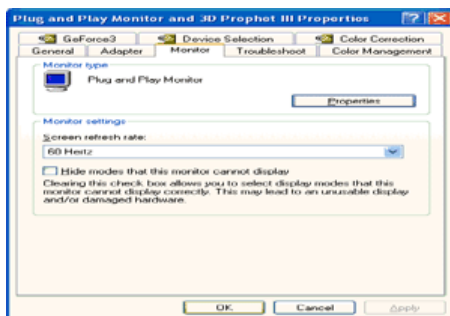 Plug and Play Monitor and 3D Prophet III Properties
GeForce3 Device Selection Color Correction
General Adapter Monitor Troubleshoot Color Management
Monitor type
Plug and Play Monitor
Properties
Monitor settings
Screen refresh rate:
60 Hertz
Hide modes that this monitor cannot display
Clearing this check box allows you to select display modes that this
monitor cannot display correctly. This may lead to an unusable display
and/or damaged hardware.
OK Cancel Apply